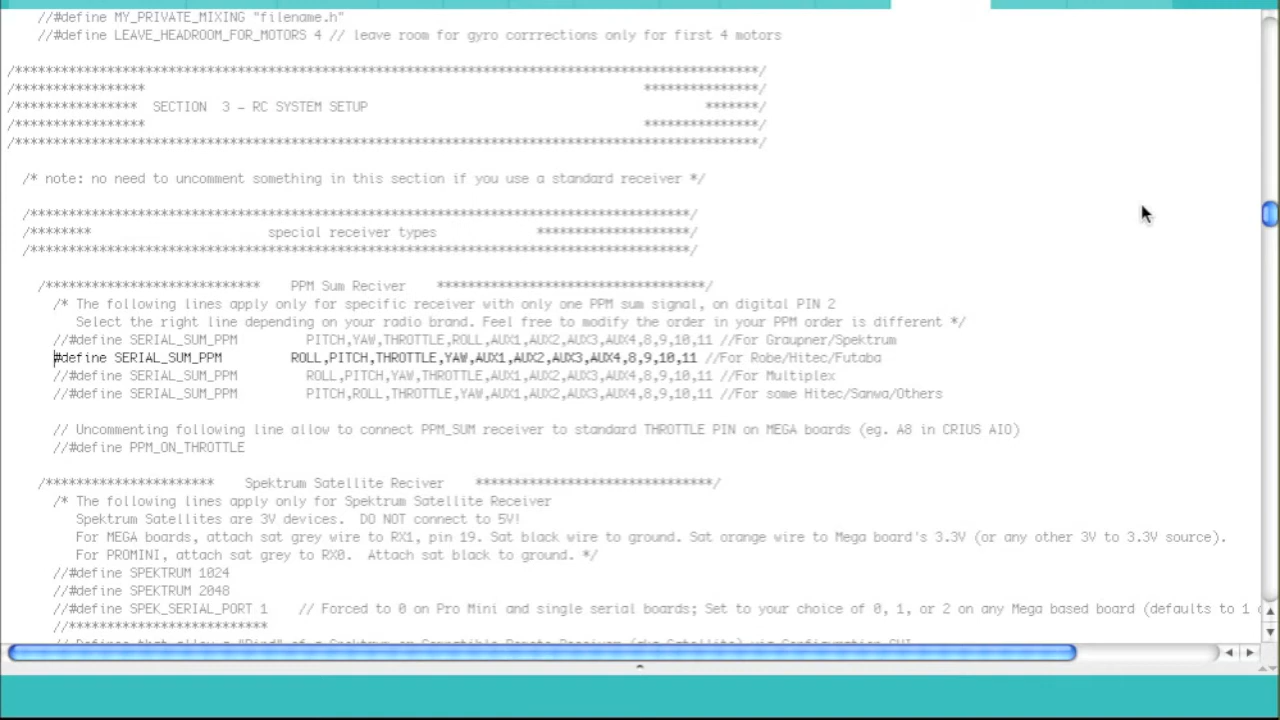 //#define MY_PRIVATE_MIXING "filename.h"
//#define LEAVE_HEADROOM_FOR_MOTORS 4 // leave room for gyro corrrections only for first 4 motors
/**************************************************************************************************/
/***************** ***************/
/**************** SECTION 3 - RC SYSTEM SETUP *******/
/***************** ***************/
/**************************************************************************************************/
/* note: no need to uncomment something in this section if you use a standard receiver */
/**************************************************************************************/
/******** special receiver types ********************/
/**************************************************************************************/
/**************************** PPM Sum Reciver ***********************************/
/* The following lines apply only for specific receiver with only one PPM sum signal, on digital PIN 2
Select the right line depending on your radio brand. Feel free to modify the order in your PPM order is different */
//#define SERIAL_SUM_PPM PITCH,YAW,THROTTLE,ROLL,AUX1,AUX2,AUX3,AUX4,8,9,10,11 //For Graupner/Spektrum
#define SERIAL_SUM_PPM ROLL,PITCH,THROTTLE,YAW,AUX1,AUX2,AUX3,AUX4,8,9,10,11 //For Robe/Hitec/Futaba
//#define SERIAL_SUM_PPM ROLL,PITCH,YAW,THROTTLE,AUX1,AUX2,AUX3,AUX4,8,9,10,11 //For Multiplex
//#define SERIAL_SUM_PPM PITCH,ROLL,THROTTLE,YAW,AUX1,AUX2,AUX3,AUX4,8,9,10,11 //For some Hitec/Sanwa/Others
// Uncommenting following line allow to connect PPM_SUM receiver to standard THROTTLE PIN on MEGA boards (eg. A8 in CRIUS AIO)
//#define PPM_ON_THROTTLE
/********************** Spektrum Satellite Reciver *******************************/
/* The following lines apply only for Spektrum Satellite Receiver
Spektrum Satellites are 3V devices. DO NOT connect to 5V!
For MEGA boards, attach sat grey wire to RX1, pin 19. Sat black wire to ground. Sat orange wire to Mega board's 3.3V (or any other 3V to 3.3V source).
For PROMINI, attach sat grey to RX0. Attach sat black to ground. */
//#define SPEKTRUM 1024
//#define SPEKTRUM 2048
//#define SPEK_SERIAL_PORT 1 // Forced to 0 on Pro Mini and single serial boards; Set to your choice of 0, 1, or 2 on any Mega based board (defaults to 1
//**************************